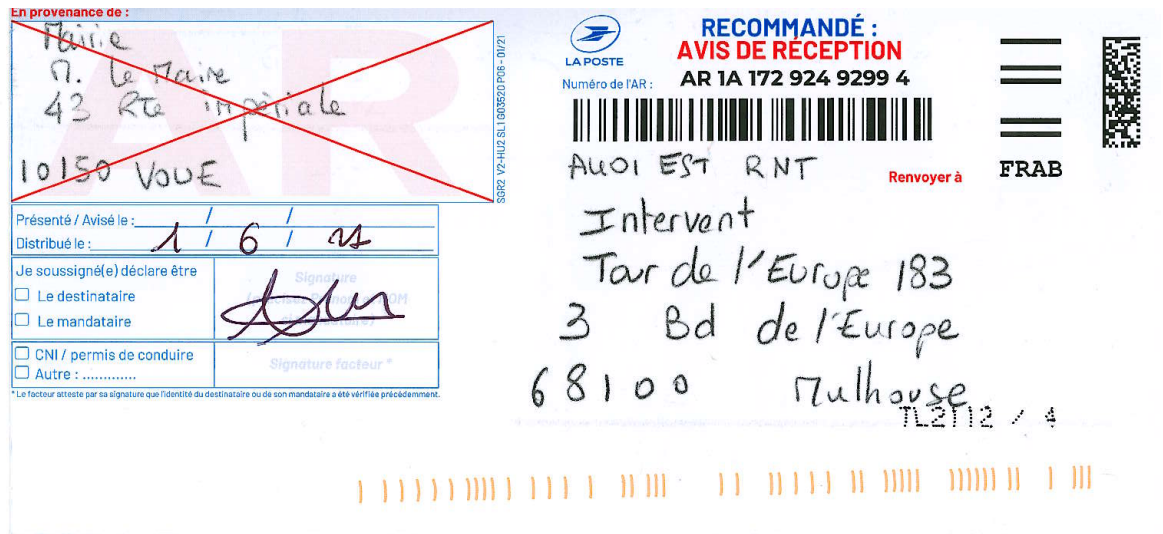 En provenance de :
Mairie
M. Le Maire
43 Rte impériale
10150 VOUE
SGR2 V2-HU2 SL1 G03520 P06 - 01/21
Présenté / Avisé le : / /
Distribué le : 1 / 6 / 22
Je soussigné(e) déclare être
Le destinataire
Le mandataire
Signature
CNI / permis de conduire
Autre : .............
Signature facteur *
* Le facteur atteste par sa signature que l'identité du destinataire ou de son mandataire a été vérifiée précédemment.
LA POSTE
RECOMMANDÉ :
AVIS DE RÉCEPTION
Numéro de l'AR : AR 1A 172 924 9299 4
FRAB
Renvoyer à
AUOI EST RNT
Intervent
Tour de l'Europe 183
3 Bd de l'Europe
68100 Mulhouse
TL2112 / 4
AR